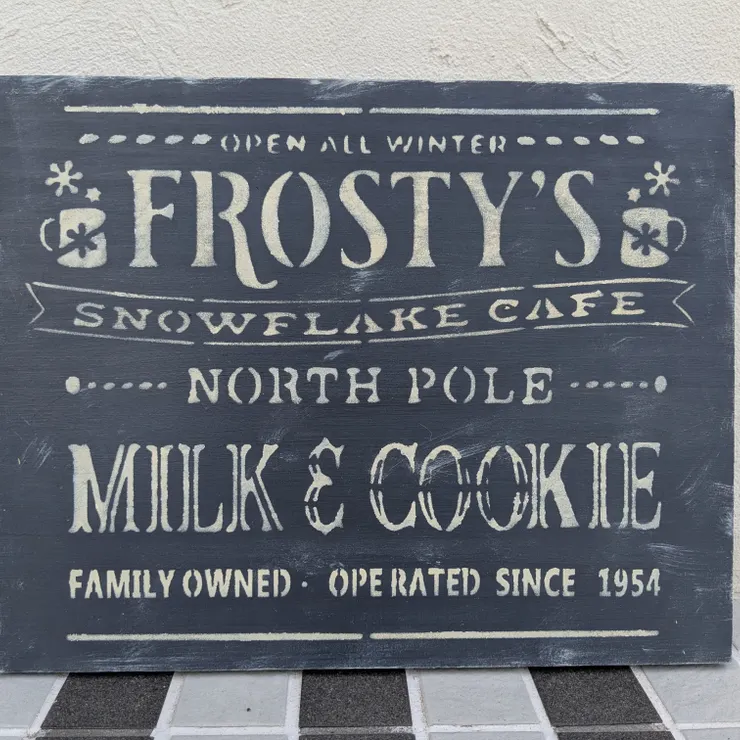 OPEN ALL WINTER
FROSTY'S
SNOWFLAKE CAFE
NORTH POLE
MILK & COOKIE
FAMILY OWNED · OPERATED SINCE 1954